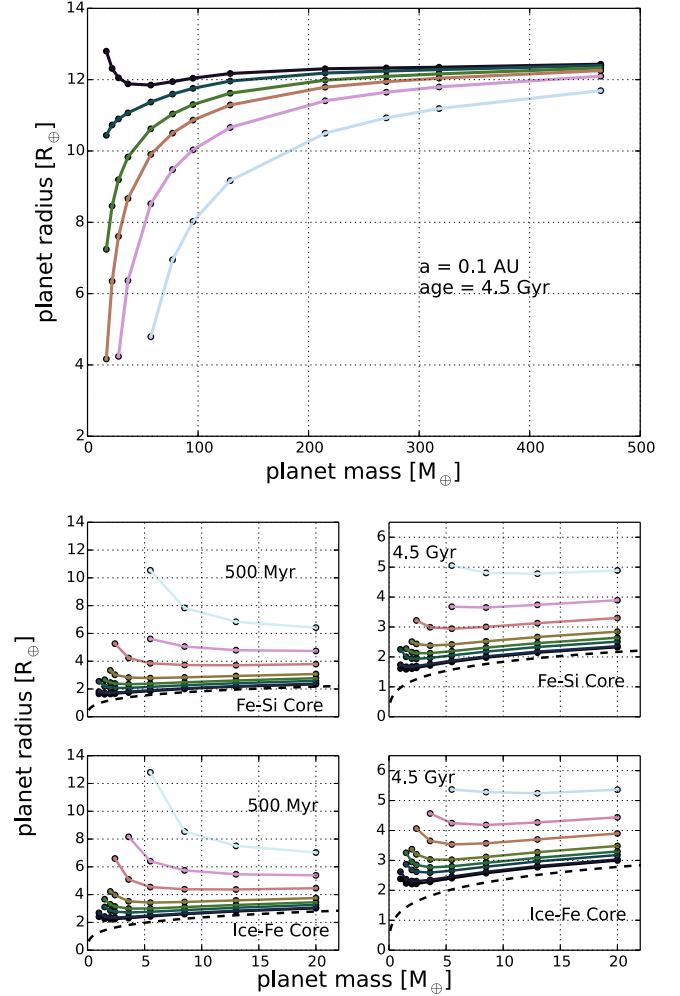 14
12
10
8
6
4
2
planet radius [R⊕]
a = 0.1 AU
age = 4.5 Gyr
0 100 200 300 400 500
planet mass [M⊕]
14
12
10
8
6
4
2
0
500 Myr
Fe-Si Core
6
5
4
3
2
1
0
4.5 Gyr
Fe-Si Core
planet radius [R⊕]
14
12
10
8
6
4
2
0
500 Myr
Ice-Fe Core
0 5 10 15 20
6
5
4
3
2
1
0
4.5 Gyr
Ice-Fe Core
0 5 10 15 20
planet mass [M⊕]